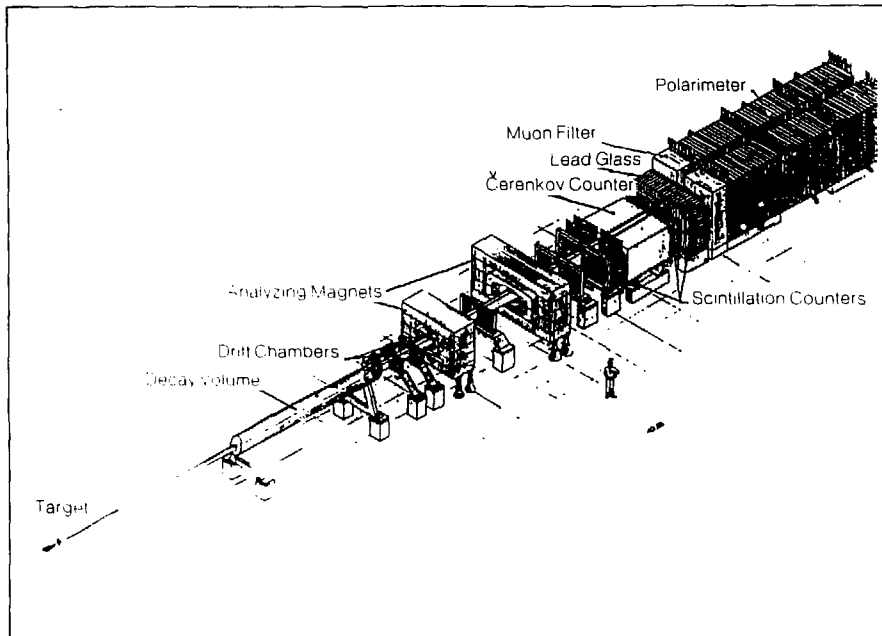 Polarimeter
Muon Filter
Lead Glass
Čerenkov Counter
Analyzing Magnets
Scintillation Counters
Drift Chambers
Decay Volume
Target